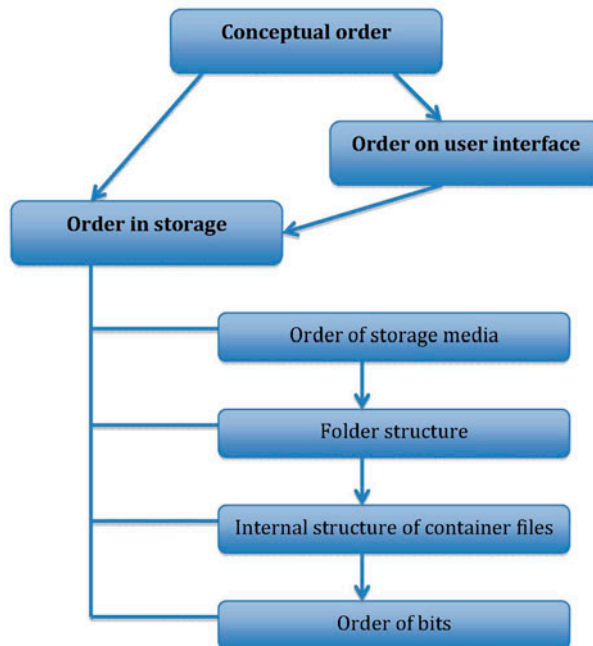 Conceptual order
Order on user interface
Order in storage
Order of storage media
Folder structure
Internal structure of container files
Order of bits